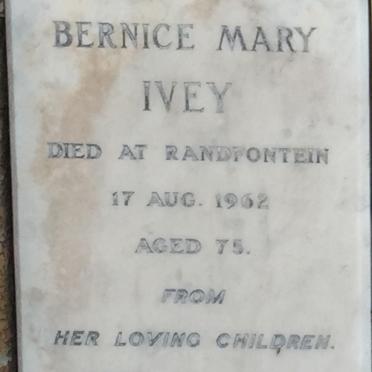 BERNICE MARY
IVEY
DIED AT RANDFONTEIN
17 AUG. 1962
AGED 75.
FROM
HER LOVING CHILDREN.